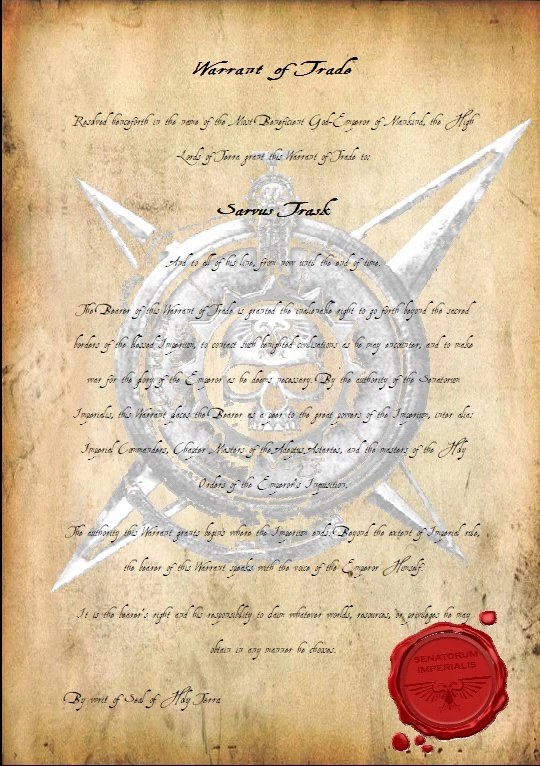 Warrant of Trade
Resolved henceforth in the name of the Most Beneficient God-Emperor of Mankind, the High
Lords of Terra grant this Warrant of Trade to:
Sarvus Trask
And to all of his line, from now until the end of time.
The Bearer of this Warrant of Trade is granted the inalienable right to go forth beyond the sacred
borders of the blessed Imperium, to contact such benighted civilisations as he may encounter, and to make
war for the glory of the Emperor as he deems necessary. By the authority of the Senatorum
Imperialis, this Warrant places the Bearer as a peer to the great powers of the Imperium, inter alia:
Imperial Commanders, Chapter Masters of the Adeptus Astartes, and the masters of the Holy
Orders of the Emperor's Inquisition.
The authority this Warrant grants begins where the Imperium ends. Beyond the extent of Imperial rule,
the bearer of this Warrant speaks with the voice of the Emperor Himself.
It is the bearer's right and his responsiblity to claim whatever worlds, resources, or privileges he may
obtain in any manner he chooses.
By writ of Seal of Holy Terra
SENATORUM
IMPERIALIS